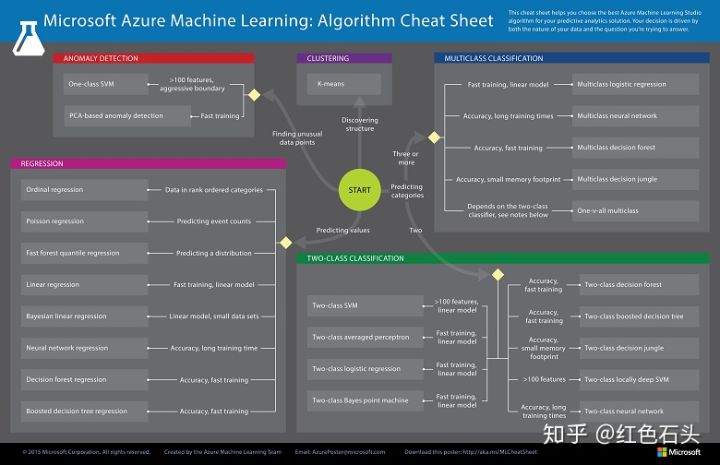 Microsoft Azure Machine Learning: Algorithm Cheat Sheet
This cheat sheet helps you choose the best Azure Machine Learning Studio
algorithm for your predictive analytics solution. Your decision is driven by
both the nature of your data and the question you're trying to answer.
ANOMALY DETECTION
One-class SVM
>100 features,
aggressive boundary
PCA-based anomaly detection
Fast training
CLUSTERING
K-means
MULTICLASS CLASSIFICATION
Fast training, linear model
Multiclass logistic regression
Accuracy, long training times
Multiclass neural network
Accuracy, fast training
Multiclass decision forest
Accuracy, small memory footprint
Multiclass decision jungle
Depends on the two-class
classifier, see notes below
One-v-all multiclass
Finding unusual
data points
Discovering
structure
Three or
more
START
Predicting
categories
Predicting values
Two
REGRESSION
Ordinal regression
Data in rank ordered categories
Poisson regression
Predicting event counts
Fast forest quantile regression
Predicting a distribution
Linear regression
Fast training, linear model
Bayesian linear regression
Linear model, small data sets
Neural network regression
Accuracy, long training time
Decision forest regression
Accuracy, fast training
Boosted decision tree regression
Accuracy, fast training
TWO-CLASS CLASSIFICATION
Two-class SVM
>100 features,
linear model
Two-class averaged perceptron
Fast training,
linear model
Two-class logistic regression
Fast training,
linear model
Two-class Bayes point machine
Fast training,
linear model
Accuracy,
fast training
Two-class decision forest
Accuracy,
fast training
Two-class boosted decision tree
Accuracy,
small memory
footprint
Two-class decision jungle
>100 features
Two-class locally deep SVM
Accuracy, long
training times
Two-class neural network
© 2015 Microsoft Corporation. All rights reserved.
Created by the Azure Machine Learning Team
Email: AzurePoster@microsoft.com
Download this poster: http://aka.ms/MLCheatSheet
Microsoft
知乎 @红色石头